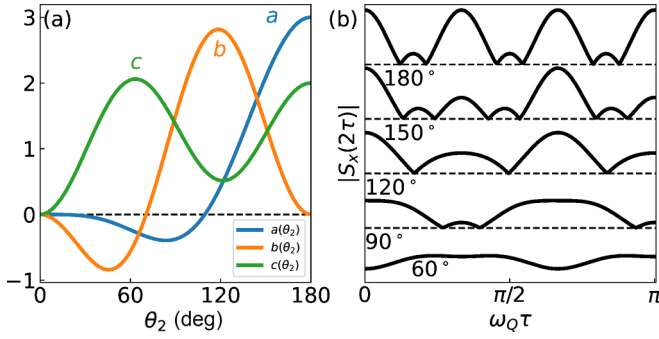 (a)
a
b
c
3
2
1
0
−1
a(θ₂)
b(θ₂)
c(θ₂)
0 60 120 180
θ₂ (deg)
(b)
|Sₓ(2τ)|
180°
150°
120°
90°
60°
0 π/2 π
ω_Qτ